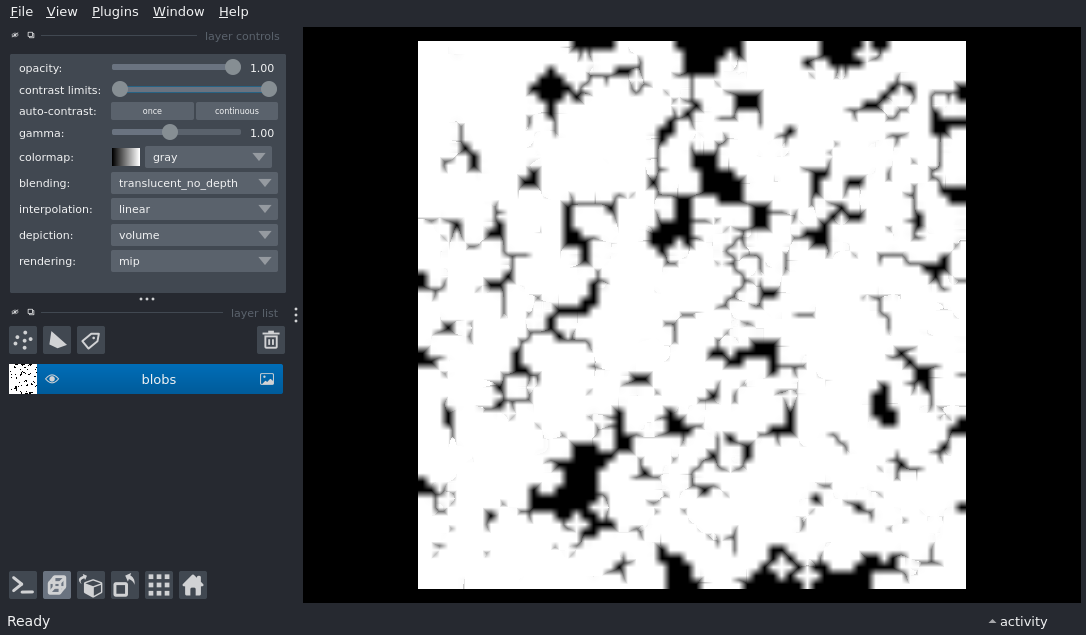 File View Plugins Window Help
layer controls
opacity: 1.00
contrast limits:
auto-contrast: once continuous
gamma: 1.00
colormap: gray
blending: translucent_no_depth
interpolation: linear
depiction: volume
rendering: mip
layer list
blobs
Ready
activity